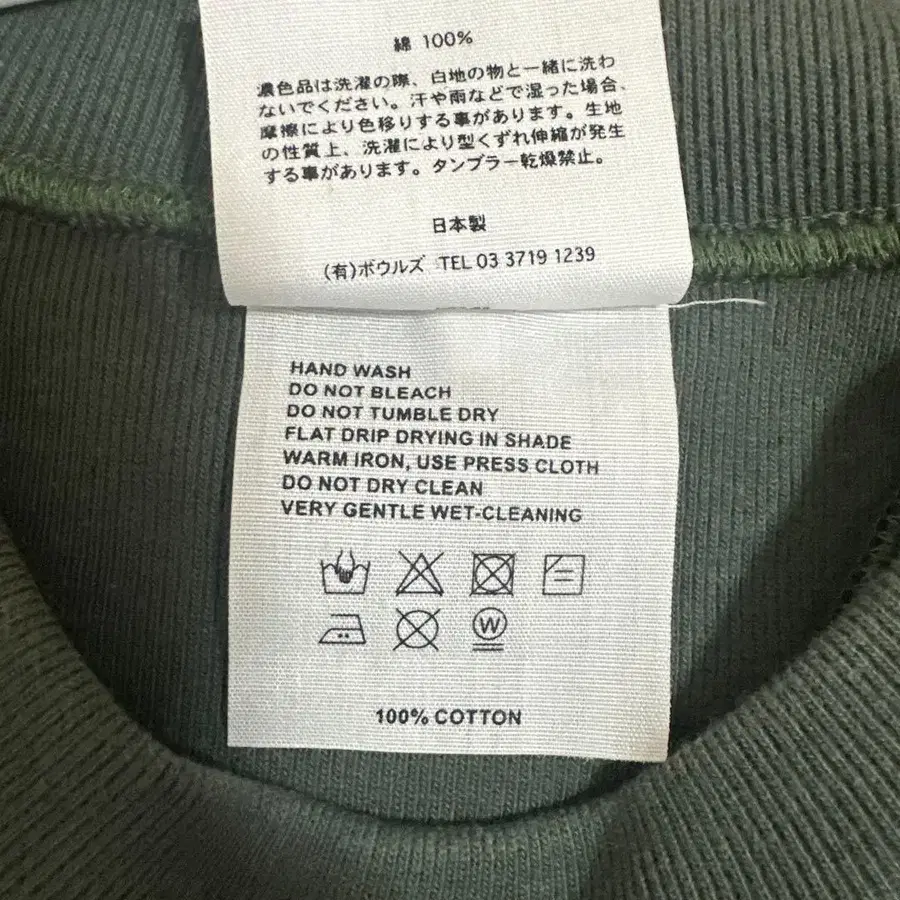 綿 100%
濃色品は洗濯の際、白地の物と一緒に洗わ
ないでください。汗や雨などで湿った場合、
摩擦により色移りする事があります。生地
の性質上、洗濯により型くずれ伸縮が発生
する事があります。タンブラー乾燥禁止。
日本製
(有)ボウルズ TEL 03 3719 1239
HAND WASH
DO NOT BLEACH
DO NOT TUMBLE DRY
FLAT DRIP DRYING IN SHADE
WARM IRON, USE PRESS CLOTH
DO NOT DRY CLEAN
VERY GENTLE WET-CLEANING
W
100% COTTON